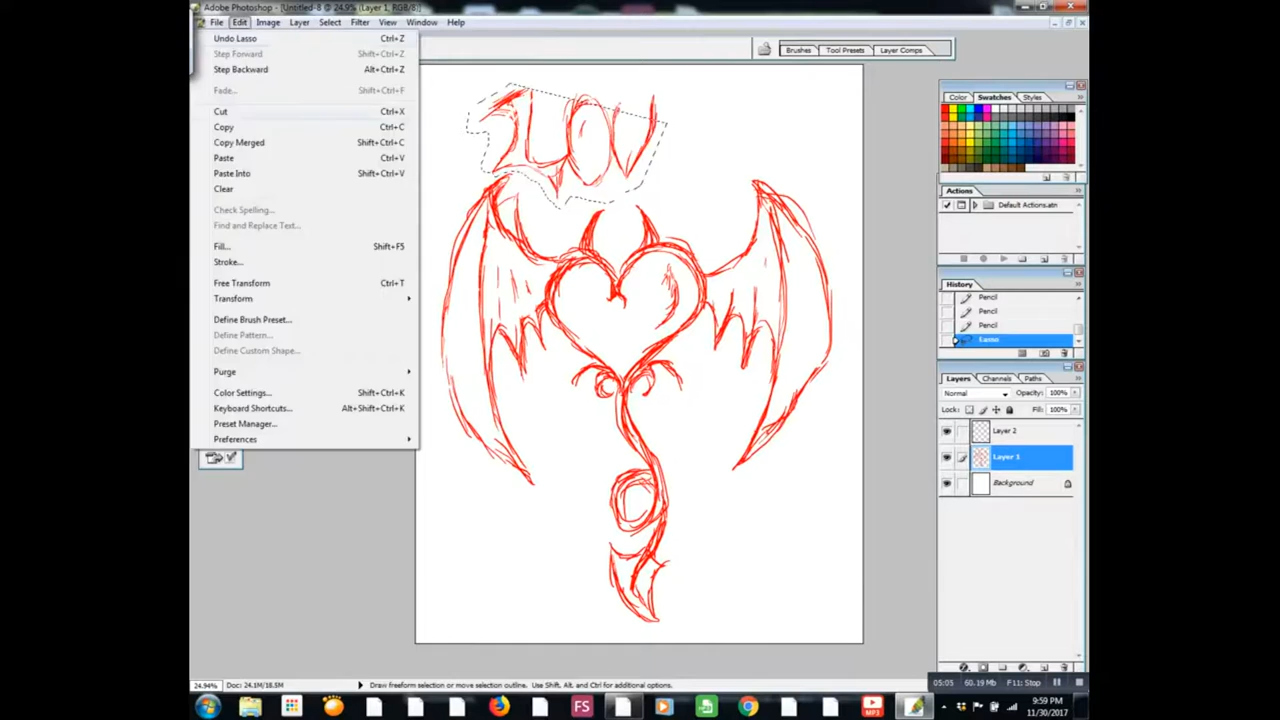 Adobe Photoshop - [Untitled-8 @ 24.9% (Layer 1, RGB/8)]
File Edit Image Layer Select Filter View Window Help
Undo Lasso Ctrl+Z
Step Forward Shift+Ctrl+Z
Step Backward Alt+Ctrl+Z
Fade... Shift+Ctrl+F
Cut Ctrl+X
Copy Ctrl+C
Copy Merged Shift+Ctrl+C
Paste Ctrl+V
Paste Into Shift+Ctrl+V
Clear
Check Spelling...
Find and Replace Text...
Fill... Shift+F5
Stroke...
Free Transform Ctrl+T
Transform
Define Brush Preset...
Define Pattern...
Define Custom Shape...
Purge
Color Settings... Shift+Ctrl+K
Keyboard Shortcuts... Alt+Shift+Ctrl+K
Preset Manager...
Preferences
LOV
Brushes Tool Presets Layer Comps
Color Swatches Styles
Actions
Default Actions.atn
History
Pencil
Pencil
Pencil
Lasso
Layers Channels Paths
Normal Opacity: 100%
Lock: Fill: 100%
Layer 2
Layer 1
Background
24.94% Doc: 24.1M/18.5M Draw freeform selection or move selection outline. Use Shift, Alt, and Ctrl for additional options.
05:05 60.19 Mb F11: Stop
FS
MP3
9:59 PM
11/30/2017